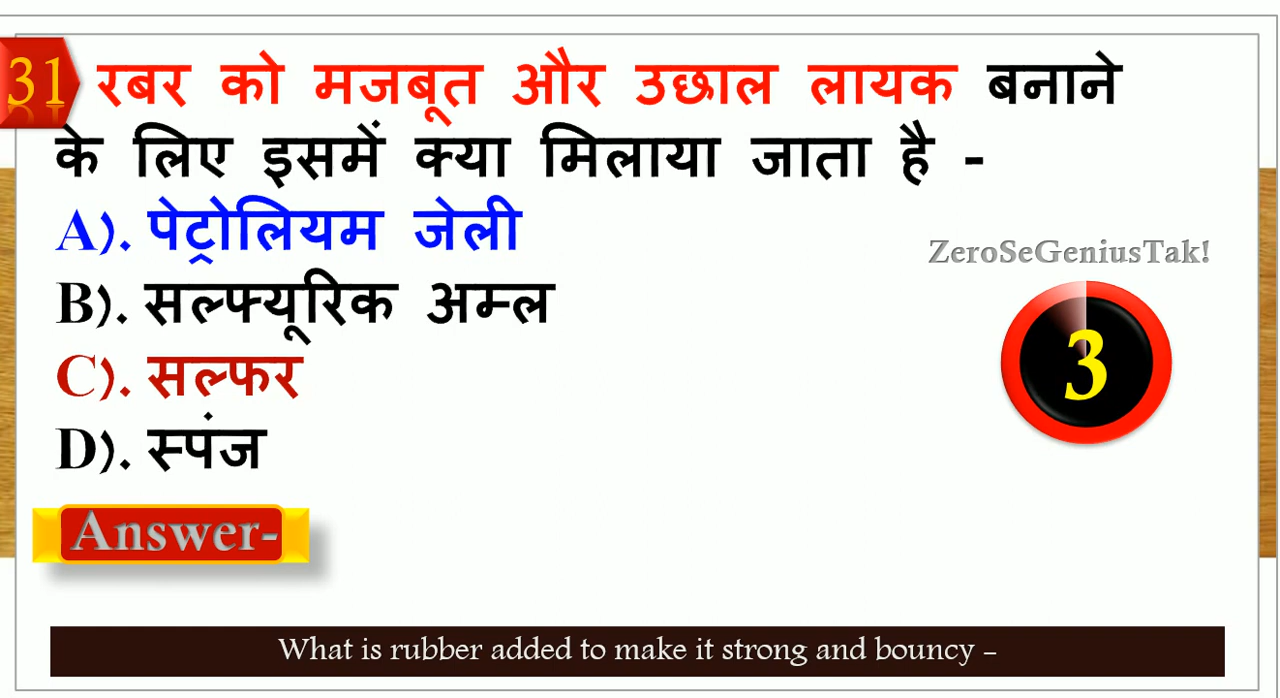 31 रबर को मजबूत और उछाल लायक बनाने
के लिए इसमें क्या मिलाया जाता है -
A). पेट्रोलियम जेली
ZeroSeGeniusTak!
B). सल्फ्यूरिक अम्ल
3
C). सल्फर
D). स्पंज
Answer-
What is rubber added to make it strong and bouncy –